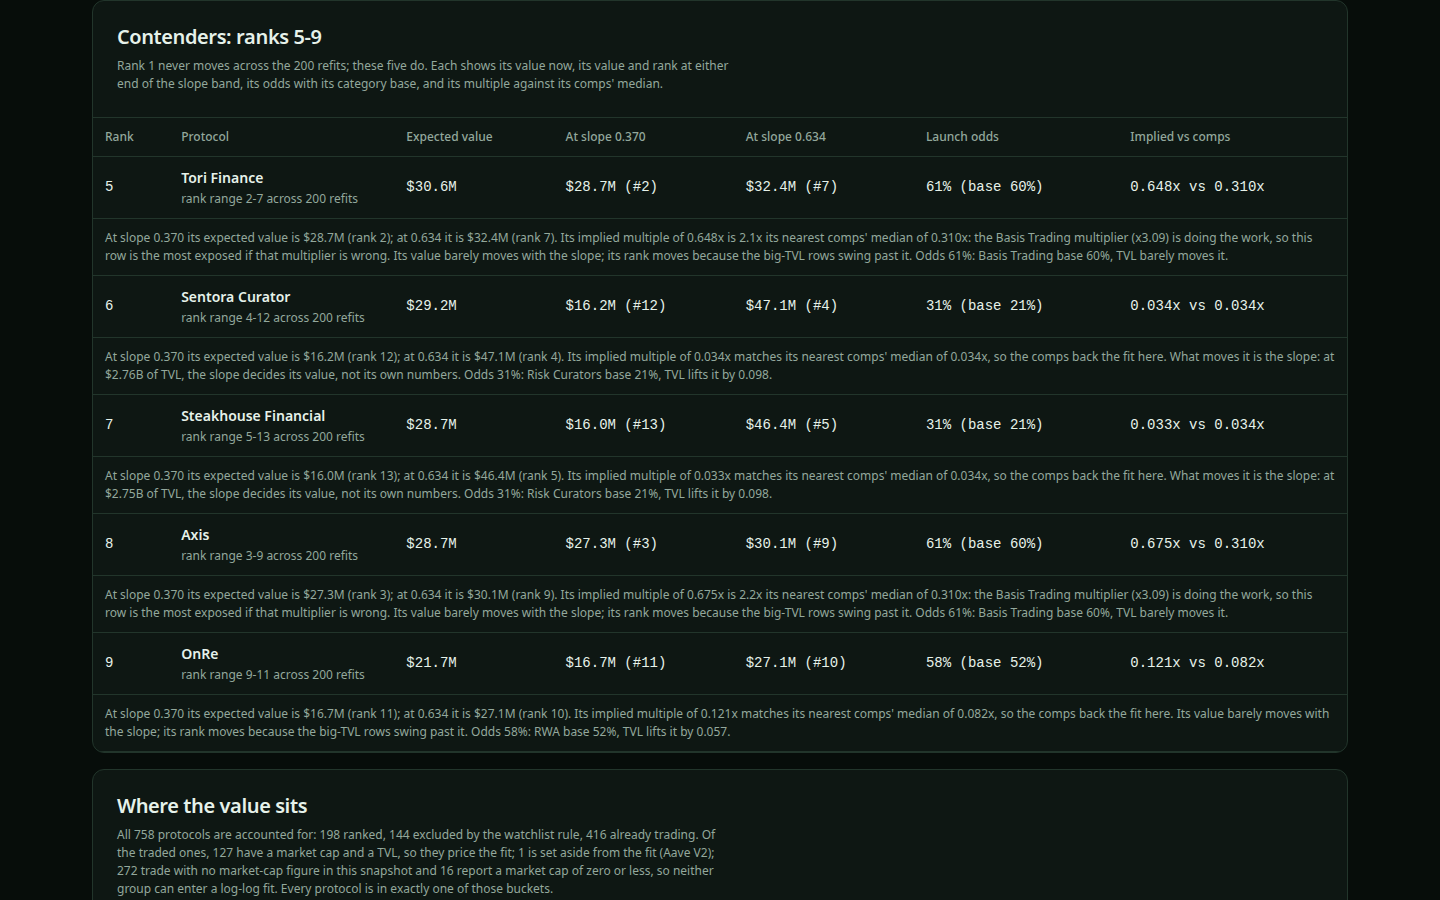 Contenders: ranks 5-9
Rank 1 never moves across the 200 refits; these five do. Each shows its value now, its value and rank at either
end of the slope band, its odds with its category base, and its multiple against its comps' median.
Rank Protocol Expected value At slope 0.370 At slope 0.634 Launch odds Implied vs comps
5 Tori Finance $30.6M $28.7M (#2) $32.4M (#7) 61% (base 60%) 0.648x vs 0.310x
rank range 2-7 across 200 refits
At slope 0.370 its expected value is $28.7M (rank 2); at 0.634 it is $32.4M (rank 7). Its implied multiple of 0.648x is 2.1x its nearest comps' median of 0.310x: the Basis Trading multiplier (x3.09) is doing the work, so this
row is the most exposed if that multiplier is wrong. Its value barely moves with the slope; its rank moves because the big-TVL rows swing past it. Odds 61%: Basis Trading base 60%, TVL barely moves it.
6 Sentora Curator $29.2M $16.2M (#12) $47.1M (#4) 31% (base 21%) 0.034x vs 0.034x
rank range 4-12 across 200 refits
At slope 0.370 its expected value is $16.2M (rank 12); at 0.634 it is $47.1M (rank 4). Its implied multiple of 0.034x matches its nearest comps' median of 0.034x, so the comps back the fit here. What moves it is the slope: at
$2.76B of TVL, the slope decides its value, not its own numbers. Odds 31%: Risk Curators base 21%, TVL lifts it by 0.098.
7 Steakhouse Financial $28.7M $16.0M (#13) $46.4M (#5) 31% (base 21%) 0.033x vs 0.034x
rank range 5-13 across 200 refits
At slope 0.370 its expected value is $16.0M (rank 13); at 0.634 it is $46.4M (rank 5). Its implied multiple of 0.033x matches its nearest comps' median of 0.034x, so the comps back the fit here. What moves it is the slope: at
$2.75B of TVL, the slope decides its value, not its own numbers. Odds 31%: Risk Curators base 21%, TVL lifts it by 0.098.
8 Axis $28.7M $27.3M (#3) $30.1M (#9) 61% (base 60%) 0.675x vs 0.310x
rank range 3-9 across 200 refits
At slope 0.370 its expected value is $27.3M (rank 3); at 0.634 it is $30.1M (rank 9). Its implied multiple of 0.675x is 2.2x its nearest comps' median of 0.310x: the Basis Trading multiplier (x3.09) is doing the work, so this
row is the most exposed if that multiplier is wrong. Its value barely moves with the slope; its rank moves because the big-TVL rows swing past it. Odds 61%: Basis Trading base 60%, TVL barely moves it.
9 OnRe $21.7M $16.7M (#11) $27.1M (#10) 58% (base 52%) 0.121x vs 0.082x
rank range 9-11 across 200 refits
At slope 0.370 its expected value is $16.7M (rank 11); at 0.634 it is $27.1M (rank 10). Its implied multiple of 0.121x matches its nearest comps' median of 0.082x, so the comps back the fit here. Its value barely moves with
the slope; its rank moves because the big-TVL rows swing past it. Odds 58%: RWA base 52%, TVL lifts it by 0.057.
Where the value sits
All 758 protocols are accounted for: 198 ranked, 144 excluded by the watchlist rule, 416 already trading. Of
the traded ones, 127 have a market cap and a TVL, so they price the fit; 1 is set aside from the fit (Aave V2);
272 trade with no market-cap figure in this snapshot and 16 report a market cap of zero or less, so neither
group can enter a log-log fit. Every protocol is in exactly one of those buckets.